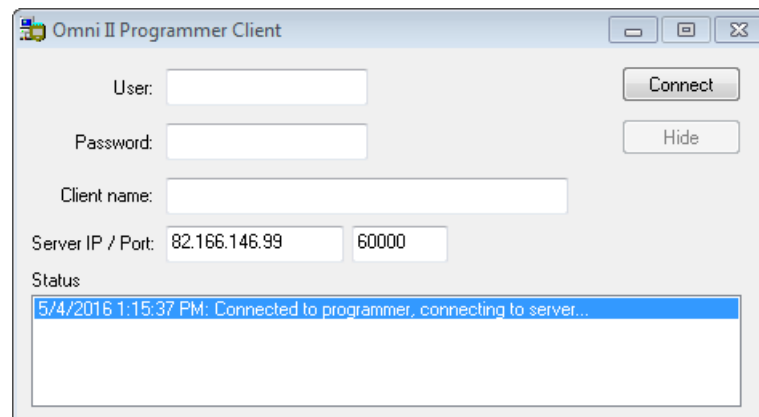 Omni II Programmer Client
User:
Connect
Password:
Hide
Client name:
Server IP / Port: 82.166.146.99 60000
Status
5/4/2016 1:15:37 PM: Connected to programmer, connecting to server...